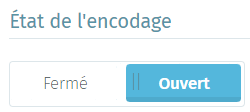 État de l'encodage
Fermé Ouvert